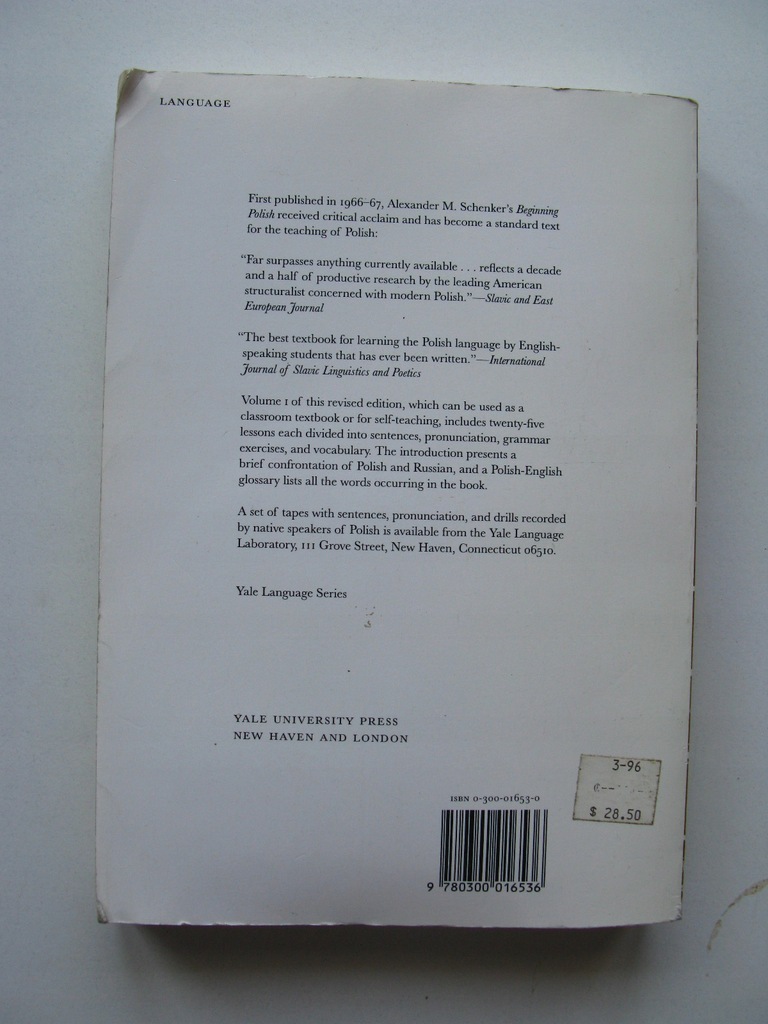 LANGUAGE
First published in 1966–67, Alexander M. Schenker's Beginning
Polish received critical acclaim and has become a standard text
for the teaching of Polish:
“Far surpasses anything currently available . . . reflects a decade
and a half of productive research by the leading American
structuralist concerned with modern Polish.”—Slavic and East
European Journal
“The best textbook for learning the Polish language by English-
speaking students that has ever been written.”—International
Journal of Slavic Linguistics and Poetics
Volume 1 of this revised edition, which can be used as a
classroom textbook or for self-teaching, includes twenty-five
lessons each divided into sentences, pronunciation, grammar
exercises, and vocabulary. The introduction presents a
brief confrontation of Polish and Russian, and a Polish-English
glossary lists all the words occurring in the book.
A set of tapes with sentences, pronunciation, and drills recorded
by native speakers of Polish is available from the Yale Language
Laboratory, 111 Grove Street, New Haven, Connecticut 06510.
Yale Language Series
YALE UNIVERSITY PRESS
NEW HAVEN AND LONDON
3-96
$ 28.50
ISBN 0-300-01653-0
9 780300 016536